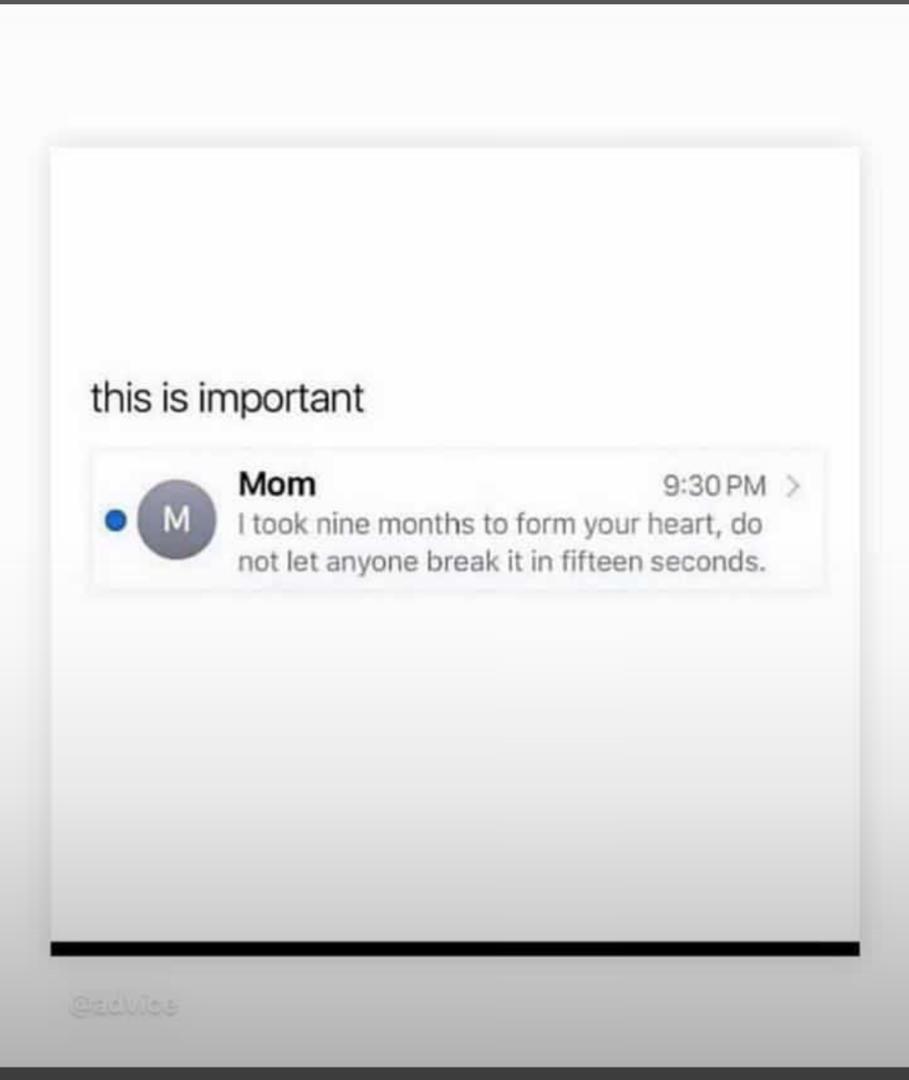 this is important
Mom
9:30 PM
M
I took nine months to form your heart, do
not let anyone break it in fifteen seconds.
@advice